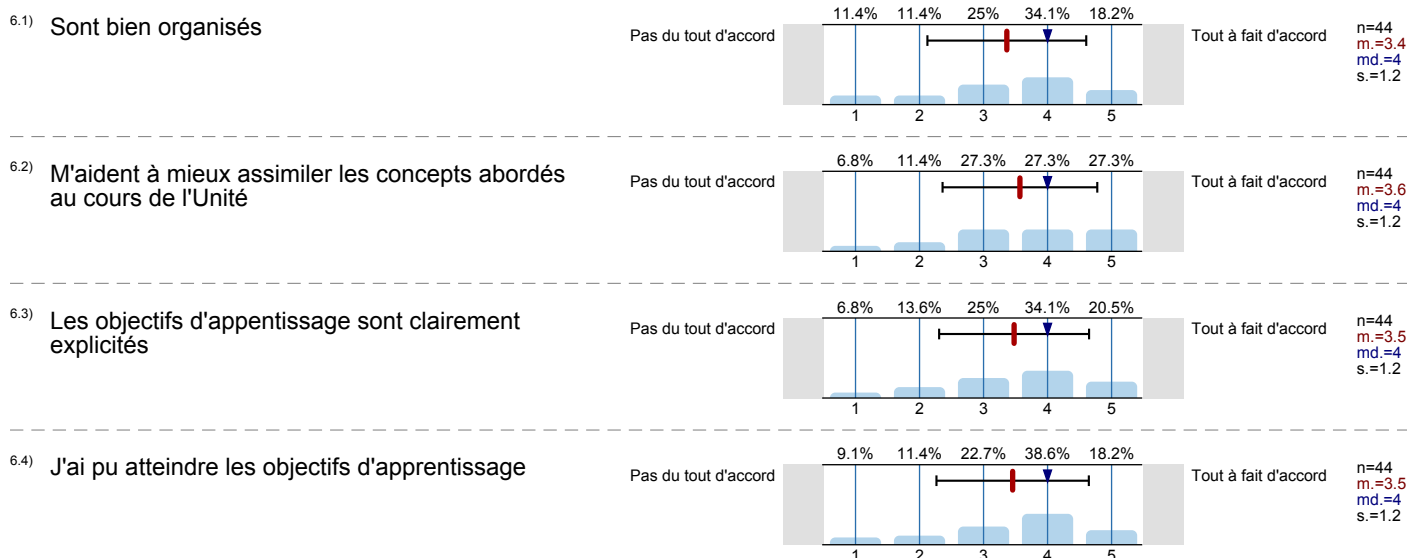 6.1) Sont bien organisés
11.4% 11.4% 25% 34.1% 18.2%
Pas du tout d'accord
Tout à fait d'accord
n=44
m.=3.4
md.=4
s.=1.2
1 2 3 4 5
6.2) M'aident à mieux assimiler les concepts abordés
au cours de l'Unité
6.8% 11.4% 27.3% 27.3% 27.3%
Pas du tout d'accord
Tout à fait d'accord
n=44
m.=3.6
md.=4
s.=1.2
1 2 3 4 5
6.3) Les objectifs d'appentissage sont clairement
explicités
6.8% 13.6% 25% 34.1% 20.5%
Pas du tout d'accord
Tout à fait d'accord
n=44
m.=3.5
md.=4
s.=1.2
1 2 3 4 5
6.4) J'ai pu atteindre les objectifs d'apprentissage
9.1% 11.4% 22.7% 38.6% 18.2%
Pas du tout d'accord
Tout à fait d'accord
n=44
m.=3.5
md.=4
s.=1.2
1 2 3 4 5